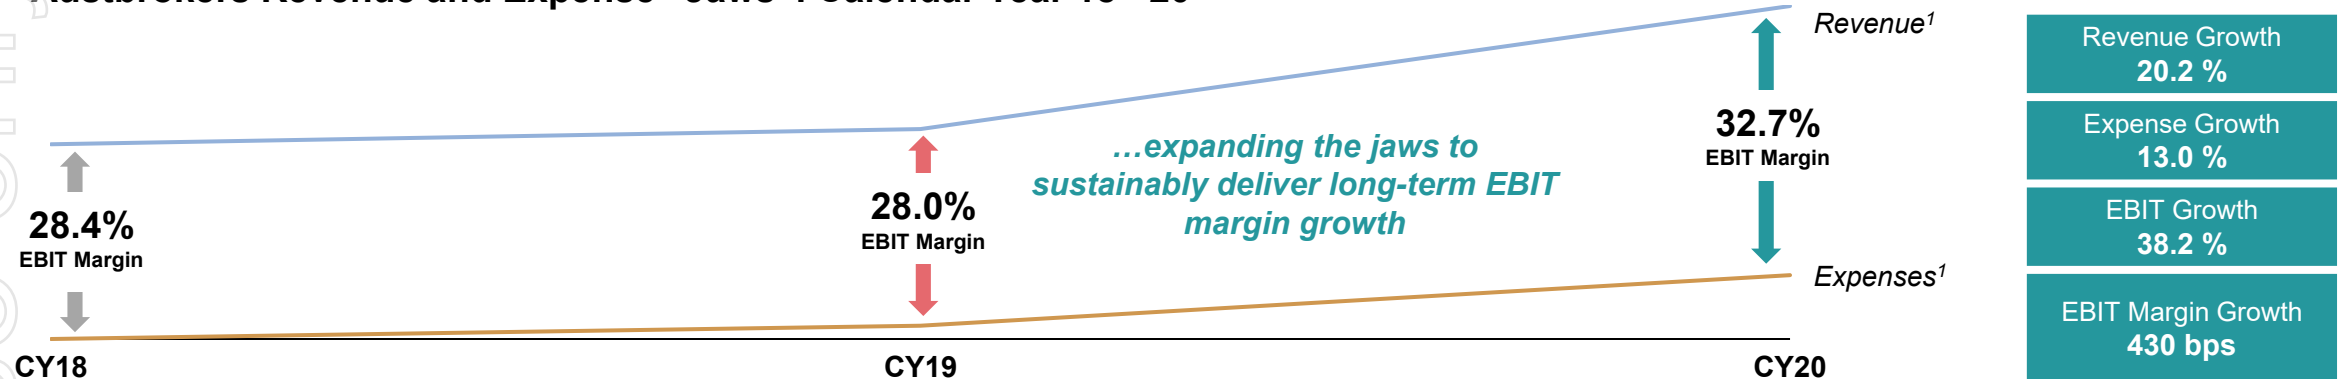 Revenue¹
Revenue Growth
20.2 %
32.7%
EBIT Margin
Expense Growth
13.0 %
…expanding the jaws to
sustainably deliver long-term EBIT
margin growth
28.4%
EBIT Margin
28.0%
EBIT Margin
EBIT Growth
38.2 %
Expenses¹
EBIT Margin Growth
430 bps
CY18
CY19
CY20